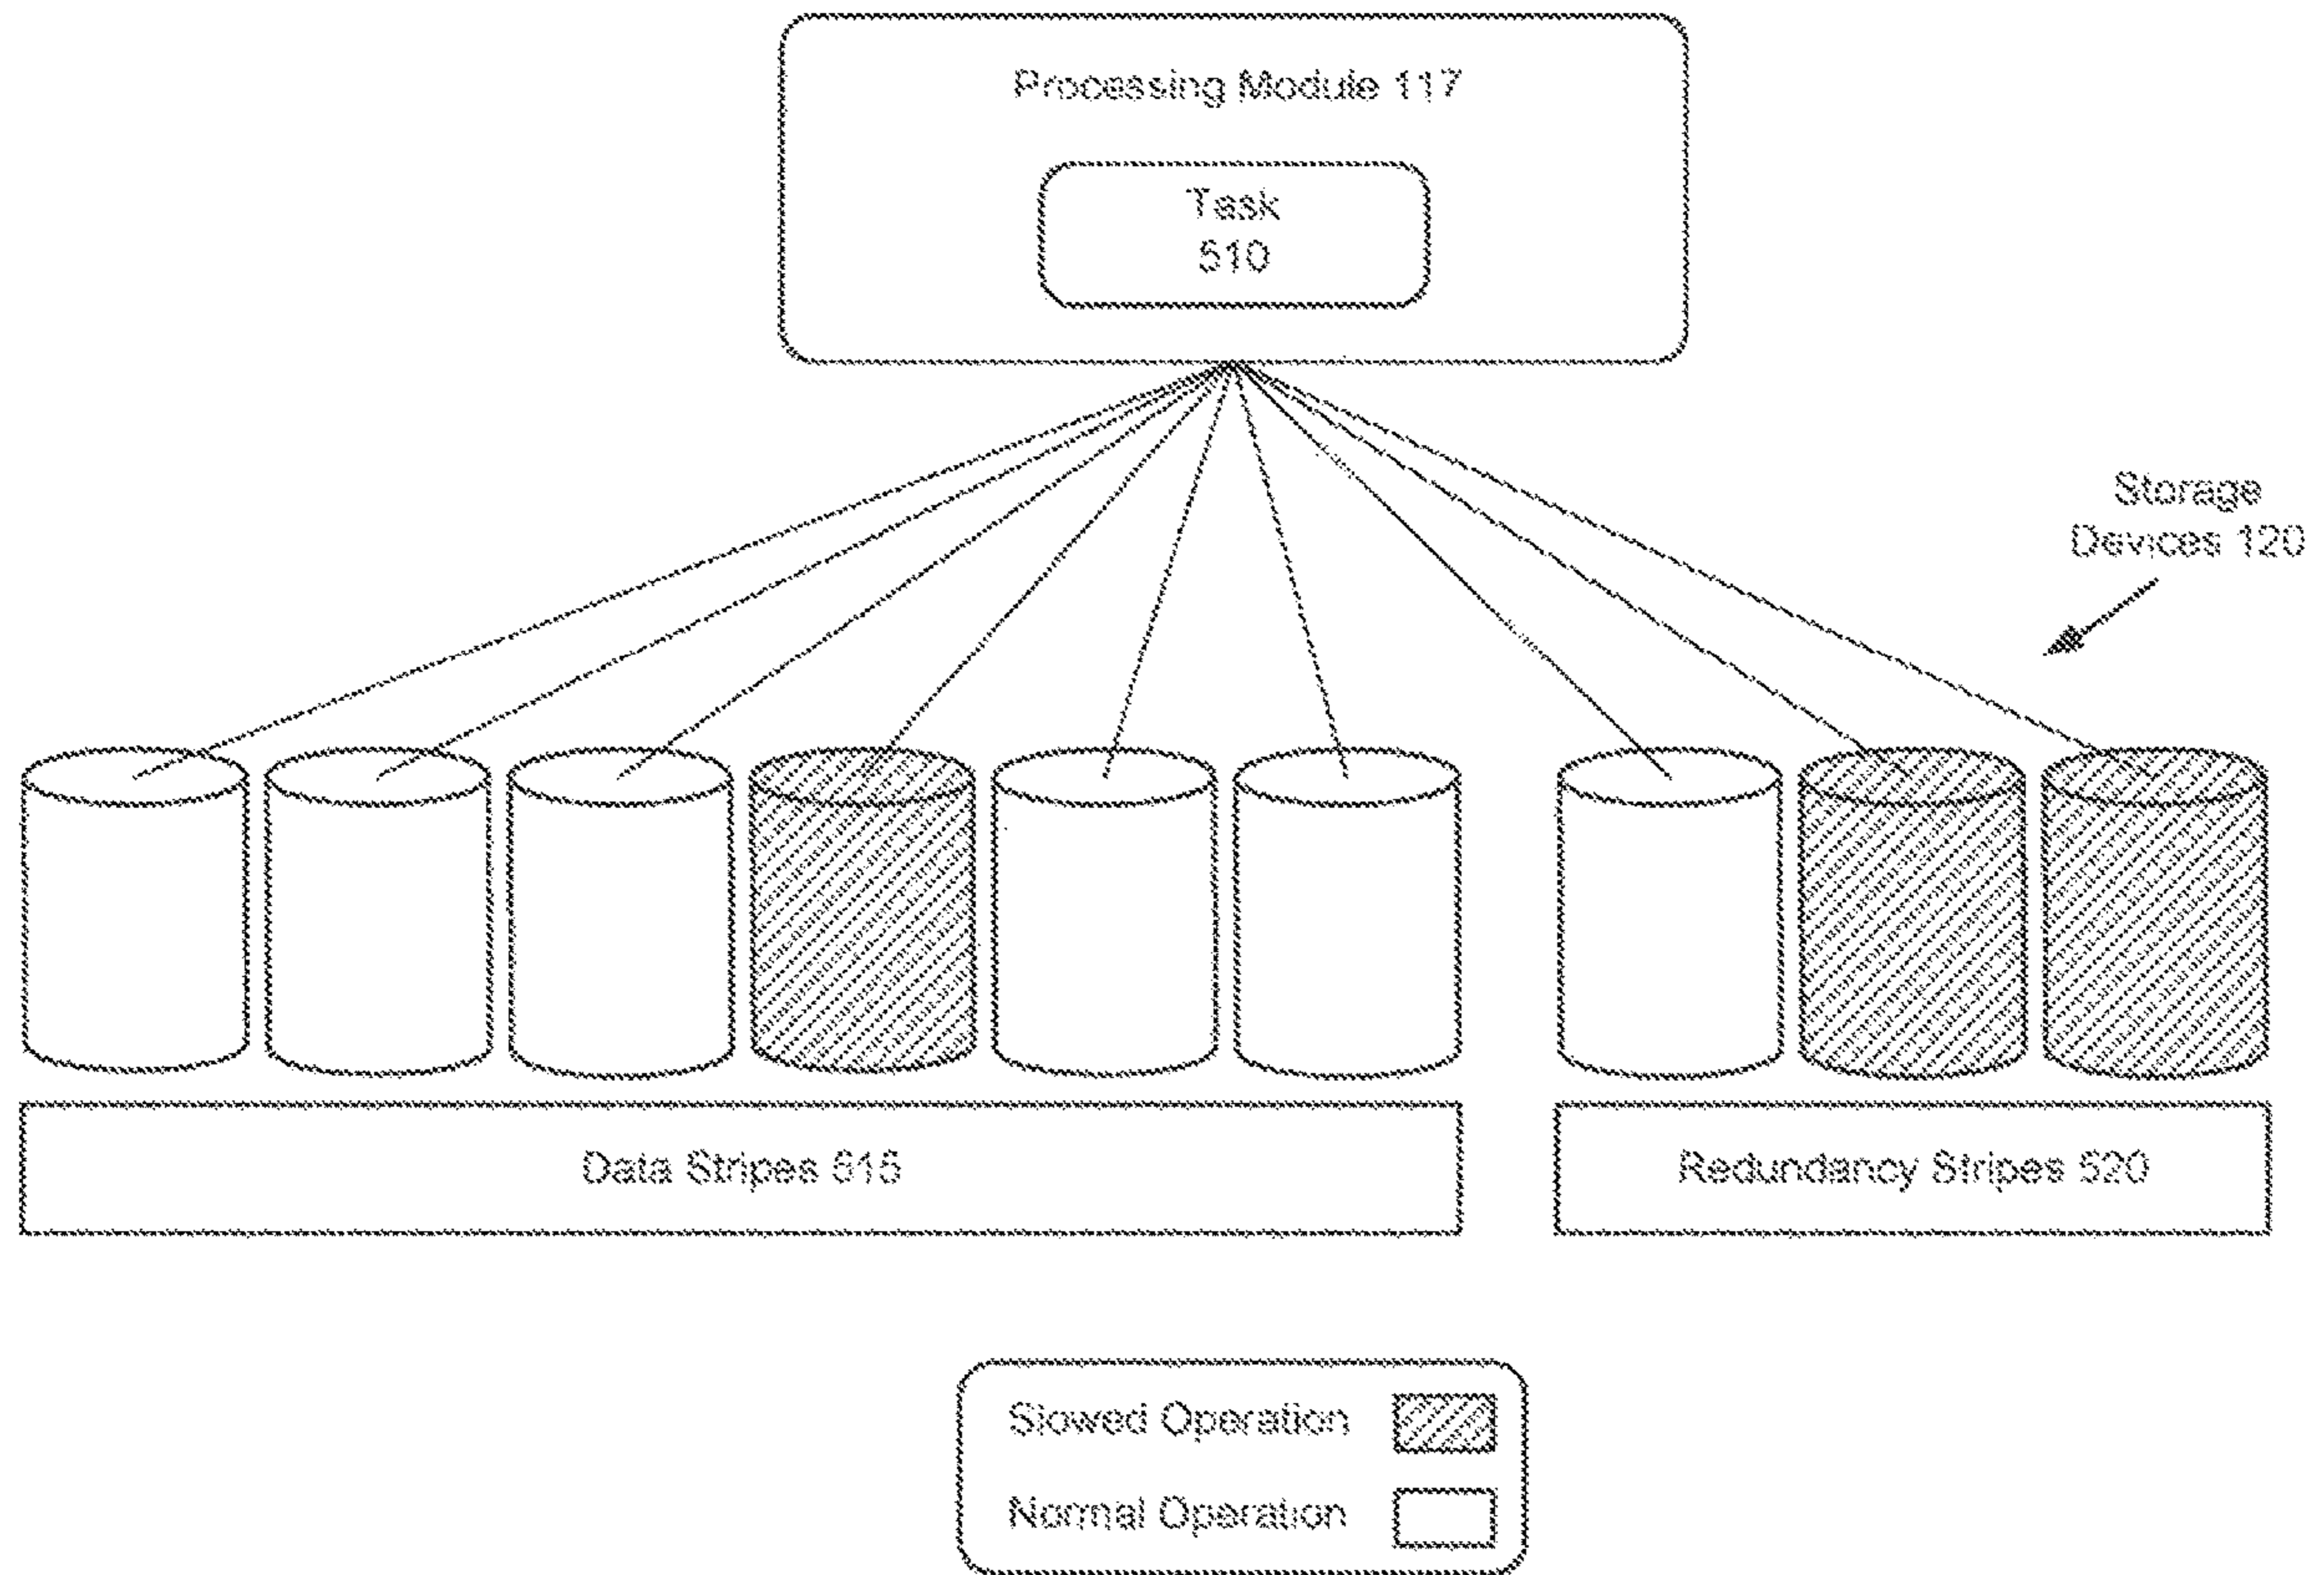 Processing Module 117
Task
510
Storage
Devices 120
Data Stripes 515
Redundancy Stripes 520
Slowed Operation
Normal Operation